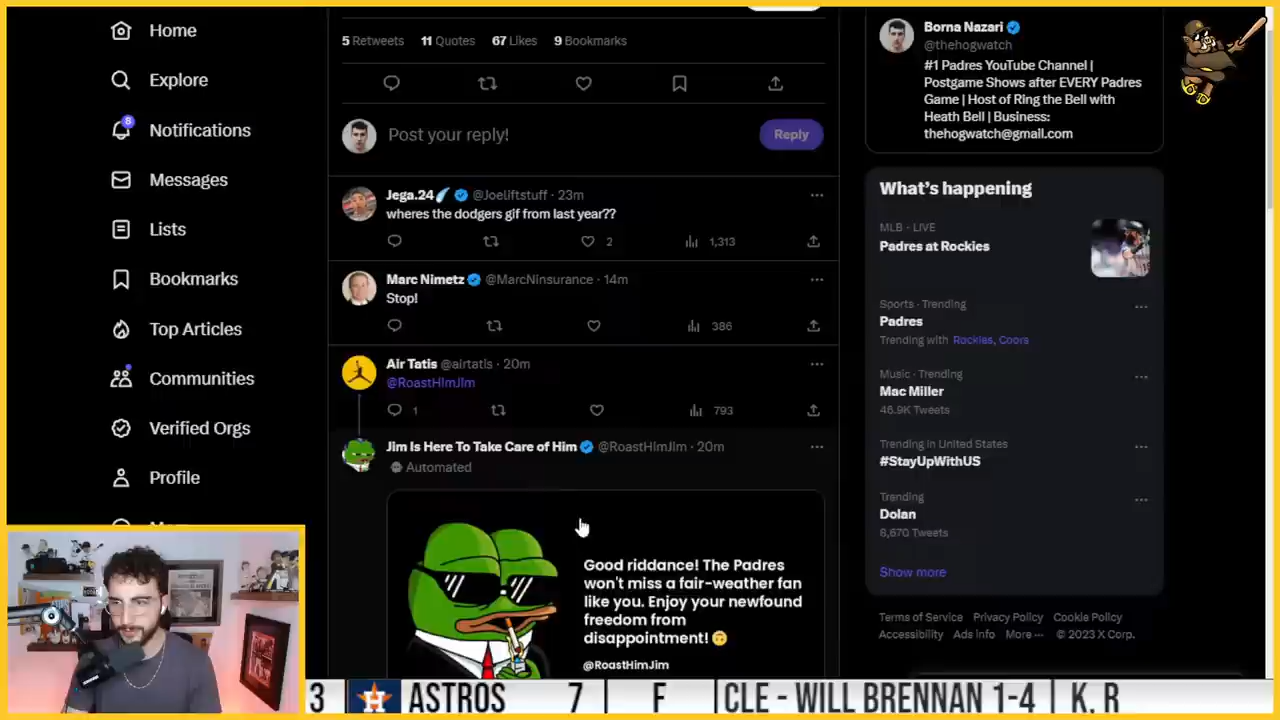 Home
Explore
8
Notifications
Messages
Lists
Bookmarks
Top Articles
Communities
Verified Orgs
Profile
5 Retweets 11 Quotes 67 Likes 9 Bookmarks
Post your reply!
Reply
Jega.24 @Joeliftstuff · 23m
wheres the dodgers gif from last year??
2 1,313
Marc Nimetz @MarcNinsurance · 14m
Stop!
386
Air Tatis @airtatis · 20m
@RoastHimJim
1 793
Jim Is Here To Take Care of Him @RoastHimJim · 20m
Automated
Good riddance! The Padres
won't miss a fair-weather fan
like you. Enjoy your newfound
freedom from
disappointment! 🙃
@RoastHimJim
Borna Nazari
@thehogwatch
#1 Padres YouTube Channel |
Postgame Shows after EVERY Padres
Game | Host of Ring the Bell with
Heath Bell | Business:
thehogwatch@gmail.com
What's happening
MLB · LIVE
Padres at Rockies
Sports · Trending
Padres
Trending with Rockies, Coors
Music · Trending
Mac Miller
46.9K Tweets
Trending in United States
#StayUpWithUS
Trending
Dolan
8,670 Tweets
Show more
Terms of Service Privacy Policy Cookie Policy
Accessibility Ads info More ··· © 2023 X Corp.
3 ASTROS 7 F CLE - WILL BRENNAN 1-4 | K, R